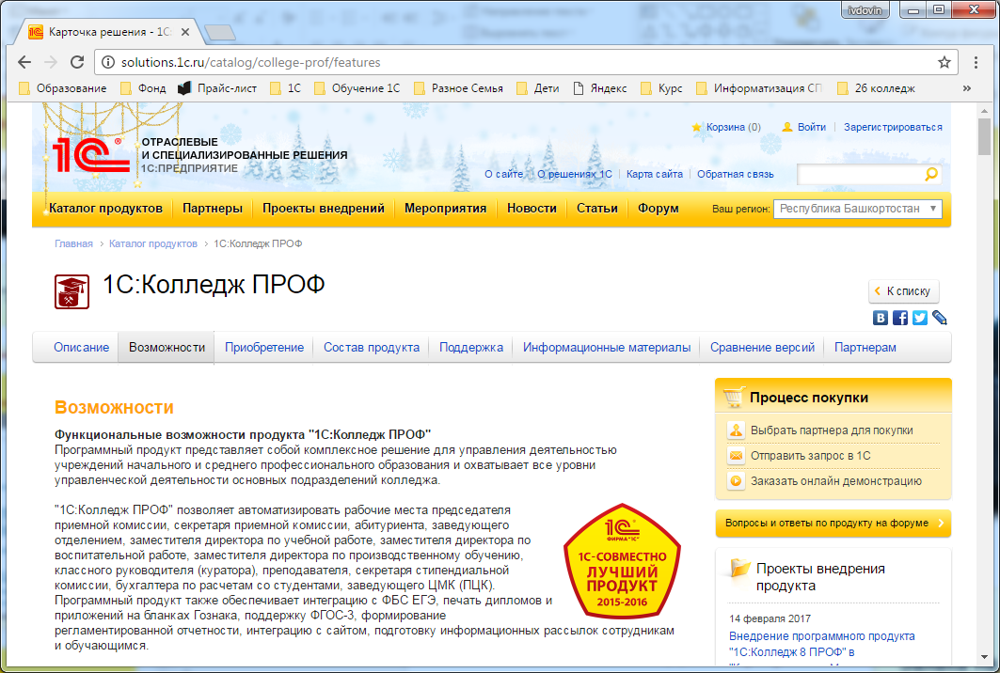 ivdovin
Карточка решения - 1С:
solutions.1c.ru/catalog/college-prof/features
Образование Фонд Прайс-лист 1С Обучение 1С Разное Семья Дети Яндекс Курс Информатизация СП 26 колледж »
Корзина (0) Войти Зарегистрироваться
1С®
ОТРАСЛЕВЫЕ
И СПЕЦИАЛИЗИРОВАННЫЕ РЕШЕНИЯ
1С:ПРЕДПРИЯТИЕ
О сайте О решениях 1С Карта сайта Обратная связь
Каталог продуктов Партнеры Проекты внедрений Мероприятия Новости Статьи Форум Ваш регион: Республика Башкортостан
Главная › Каталог продуктов › 1С:Колледж ПРОФ
1С:Колледж ПРОФ
К списку
Описание Возможности Приобретение Состав продукта Поддержка Информационные материалы Сравнение версий Партнерам
Возможности
Функциональные возможности продукта "1С:Колледж ПРОФ"
Программный продукт представляет собой комплексное решение для управления деятельностью
учреждений начального и среднего профессионального образования и охватывает все уровни
управленческой деятельности основных подразделений колледжа.
"1С:Колледж ПРОФ" позволяет автоматизировать рабочие места председателя
приемной комиссии, секретаря приемной комиссии, абитуриента, заведующего
отделением, заместителя директора по учебной работе, заместителя директора по
воспитательной работе, заместителя директора по производственному обучению,
классного руководителя (куратора), преподавателя, секретаря стипендиальной
комиссии, бухгалтера по расчетам со студентами, заведующего ЦМК (ПЦК).
Программный продукт также обеспечивает интеграцию с ФБС ЕГЭ, печать дипломов и
приложений на бланках Гознака, поддержку ФГОС-3, формирование
регламентированной отчетности, интеграцию с сайтом, подготовку информационных рассылок сотрудникам
и обучающимся.
1С®
ФИРМА "1С"
1С-СОВМЕСТНО
ЛУЧШИЙ
ПРОДУКТ
2015-2016
Процесс покупки
Выбрать партнера для покупки
Отправить запрос в 1С
Заказать онлайн демонстрацию
Вопросы и ответы по продукту на форуме
Проекты внедрения
продукта
14 февраля 2017
Внедрение программного продукта
"1С:Колледж 8 ПРОФ" в